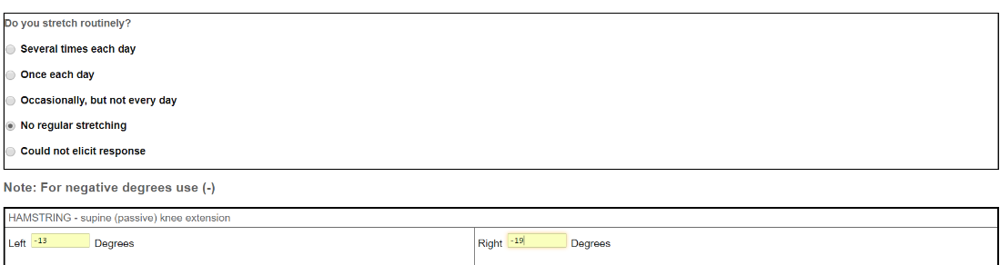 Do you stretch routinely?
Several times each day
Once each day
Occasionally, but not every day
No regular stretching
Could not elicit response
Note: For negative degrees use (-)
HAMSTRING - supine (passive) knee extension
Left -13 Degrees Right -19 Degrees